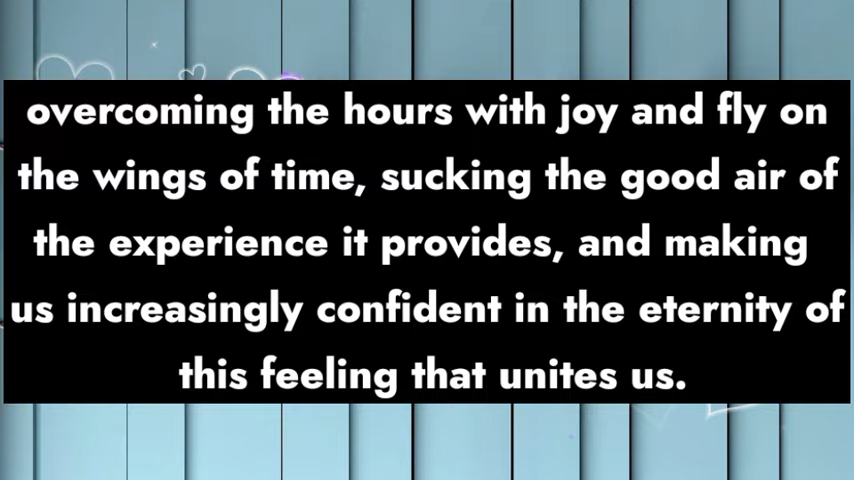 overcoming the hours with joy and fly on
the wings of time, sucking the good air of
the experience it provides, and making
us increasingly confident in the eternity of
this feeling that unites us.